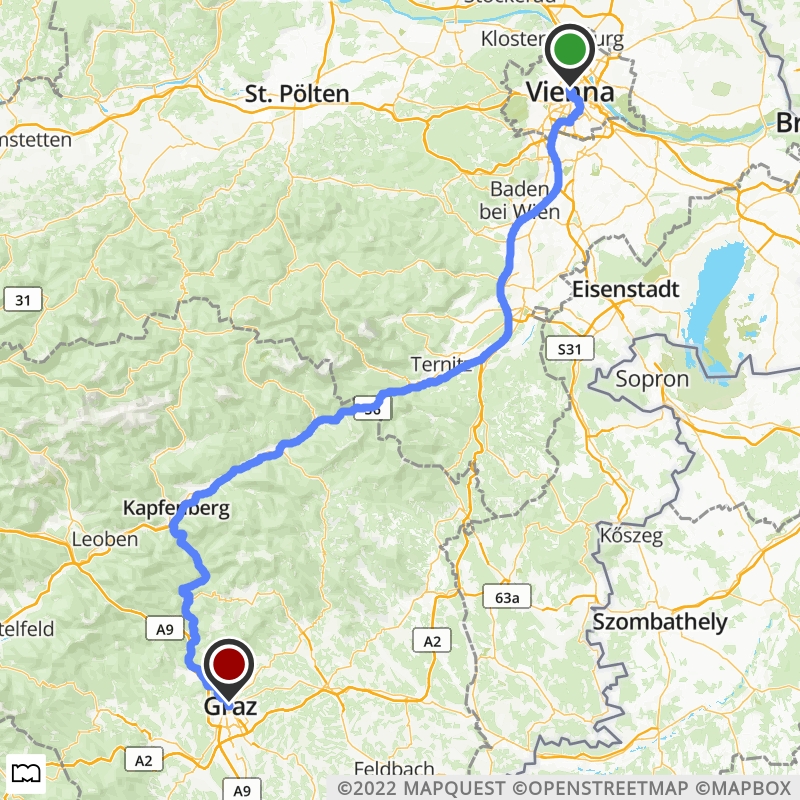 Stockerau
Klosterneuburg
Vienna
St. Pölten
Br
mstetten
Baden
bei Wien
31
Eisenstadt
S31
Ternitz
Sopron
S6
Kapfenberg
Leoben
Kőszeg
63a
telfeld
A9
Szombathely
A2
Graz
A2
Feldbach
A9
©2022 MAPQUEST ©OPENSTREETMAP ©MAPBOX